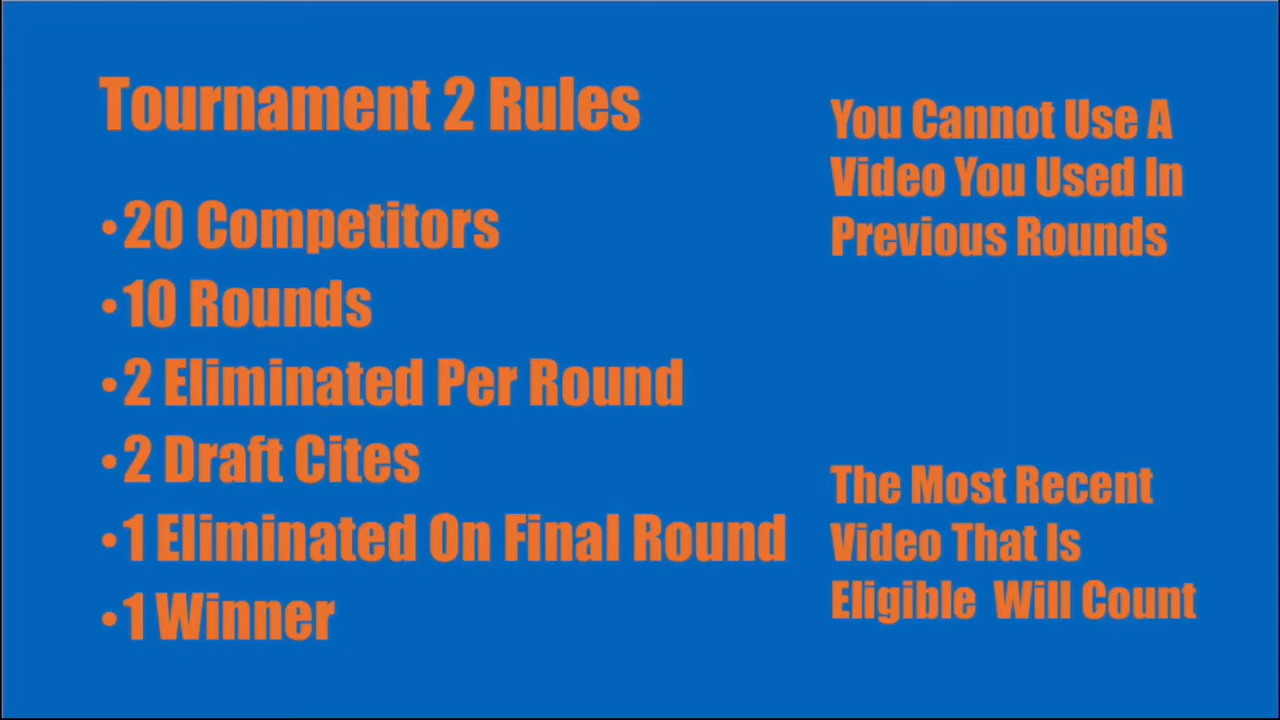 Tournament 2 Rules
•20 Competitors
•10 Rounds
•2 Eliminated Per Round
•2 Draft Cites
•1 Eliminated On Final Round
•1 Winner
You Cannot Use A
Video You Used In
Previous Rounds
The Most Recent
Video That Is
Eligible  Will Count